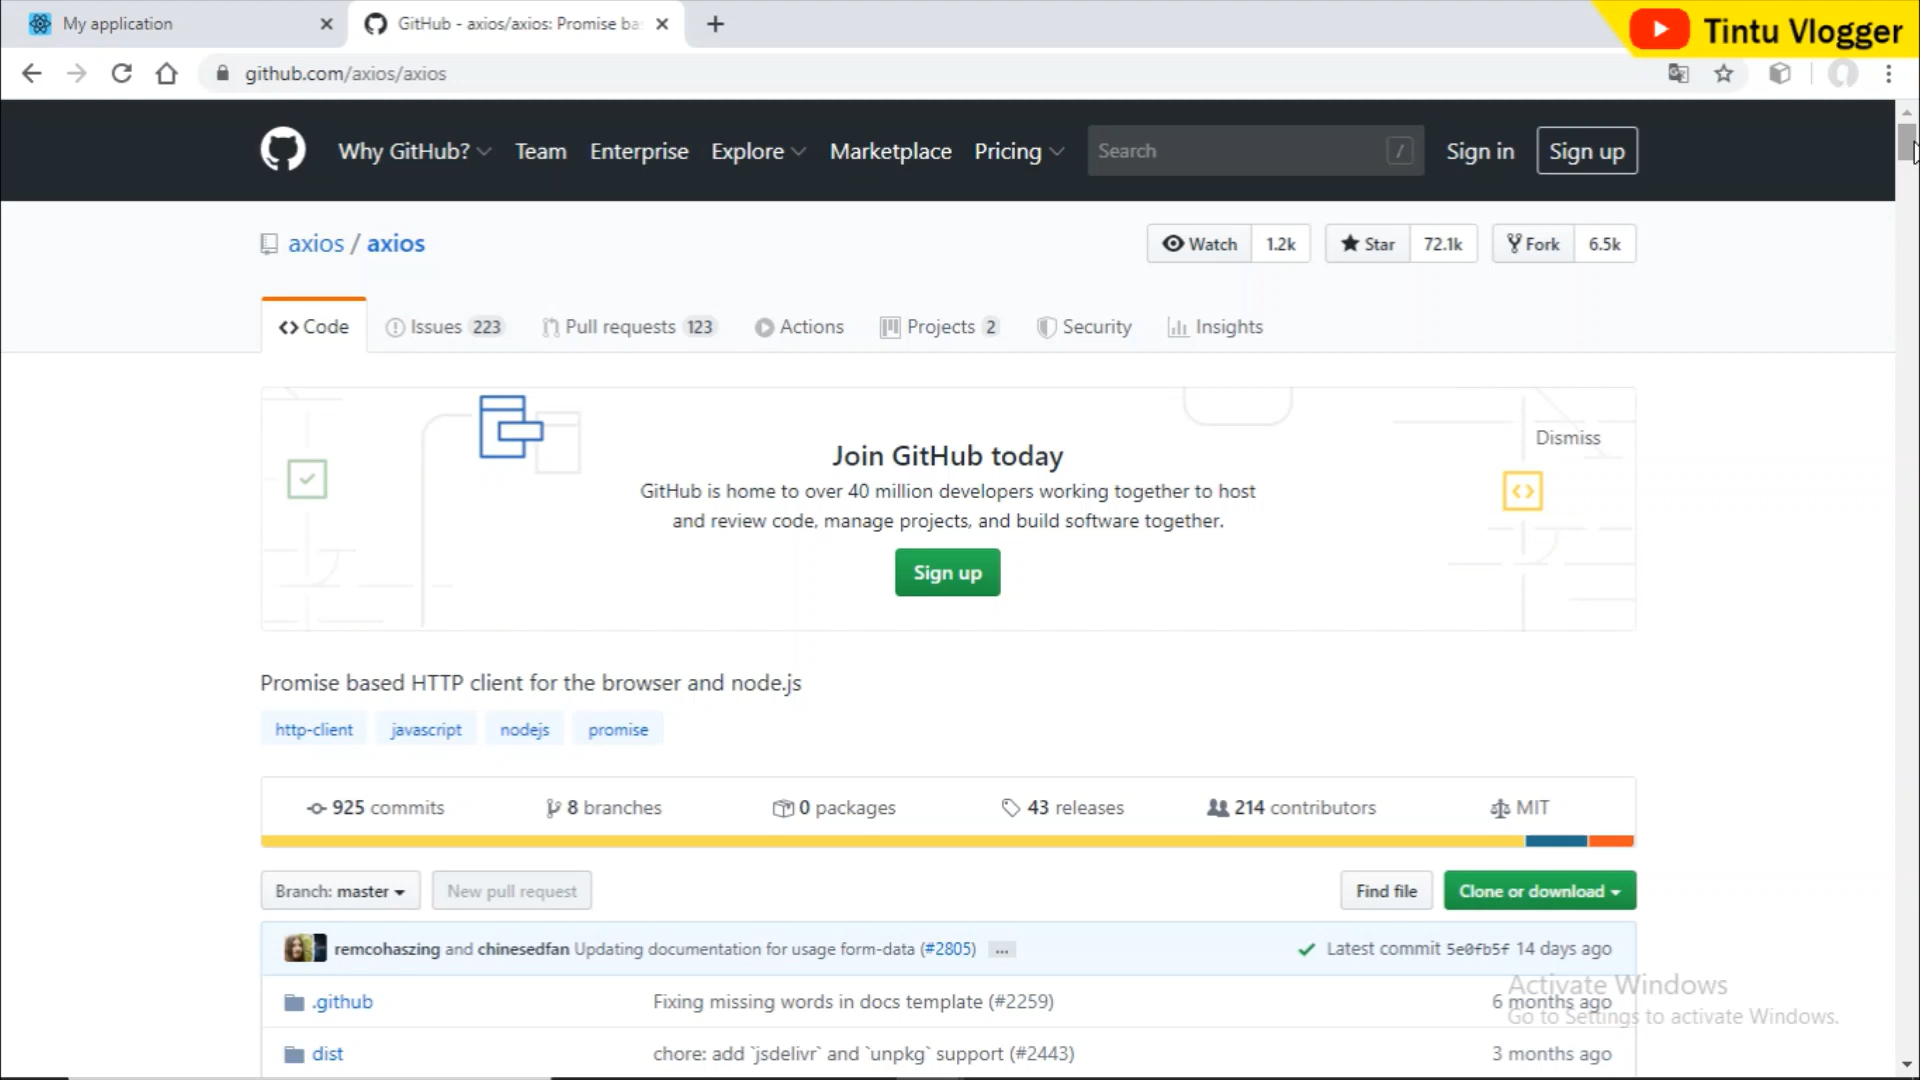 My application
GitHub - axios/axios: Promise ba
Tintu Vlogger
github.com/axios/axios
Why GitHub? Team Enterprise Explore Marketplace Pricing Search / Sign in Sign up
axios / axios
Watch 1.2k Star 72.1k Fork 6.5k
Code Issues 223 Pull requests 123 Actions Projects 2 Security Insights
Dismiss
Join GitHub today
GitHub is home to over 40 million developers working together to host
and review code, manage projects, and build software together.
Sign up
Promise based HTTP client for the browser and node.js
http-client javascript nodejs promise
925 commits 8 branches 0 packages 43 releases 214 contributors MIT
Branch: master New pull request Find file Clone or download
remcohaszing and chinesedfan Updating documentation for usage form-data (#2805) ... Latest commit 5e0fb5f 14 days ago
.github Fixing missing words in docs template (#2259) 6 months ago
Activate Windows
Go to Settings to activate Windows.
dist chore: add `jsdelivr` and `unpkg` support (#2443) 3 months ago